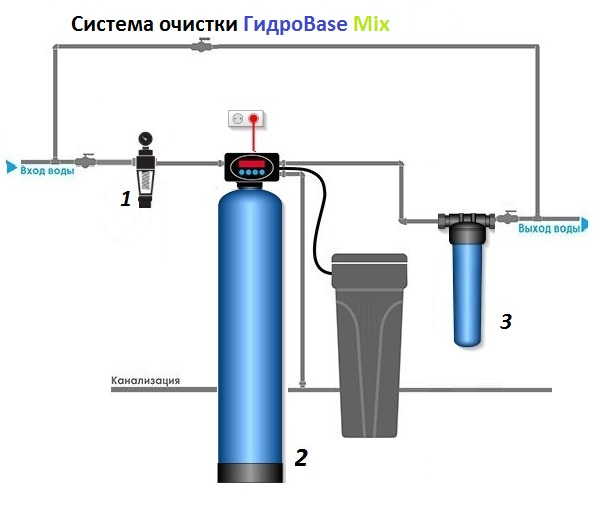 Система очистки ГидроBase Mix
Вход воды
1
Выход воды
3
Канализация
2